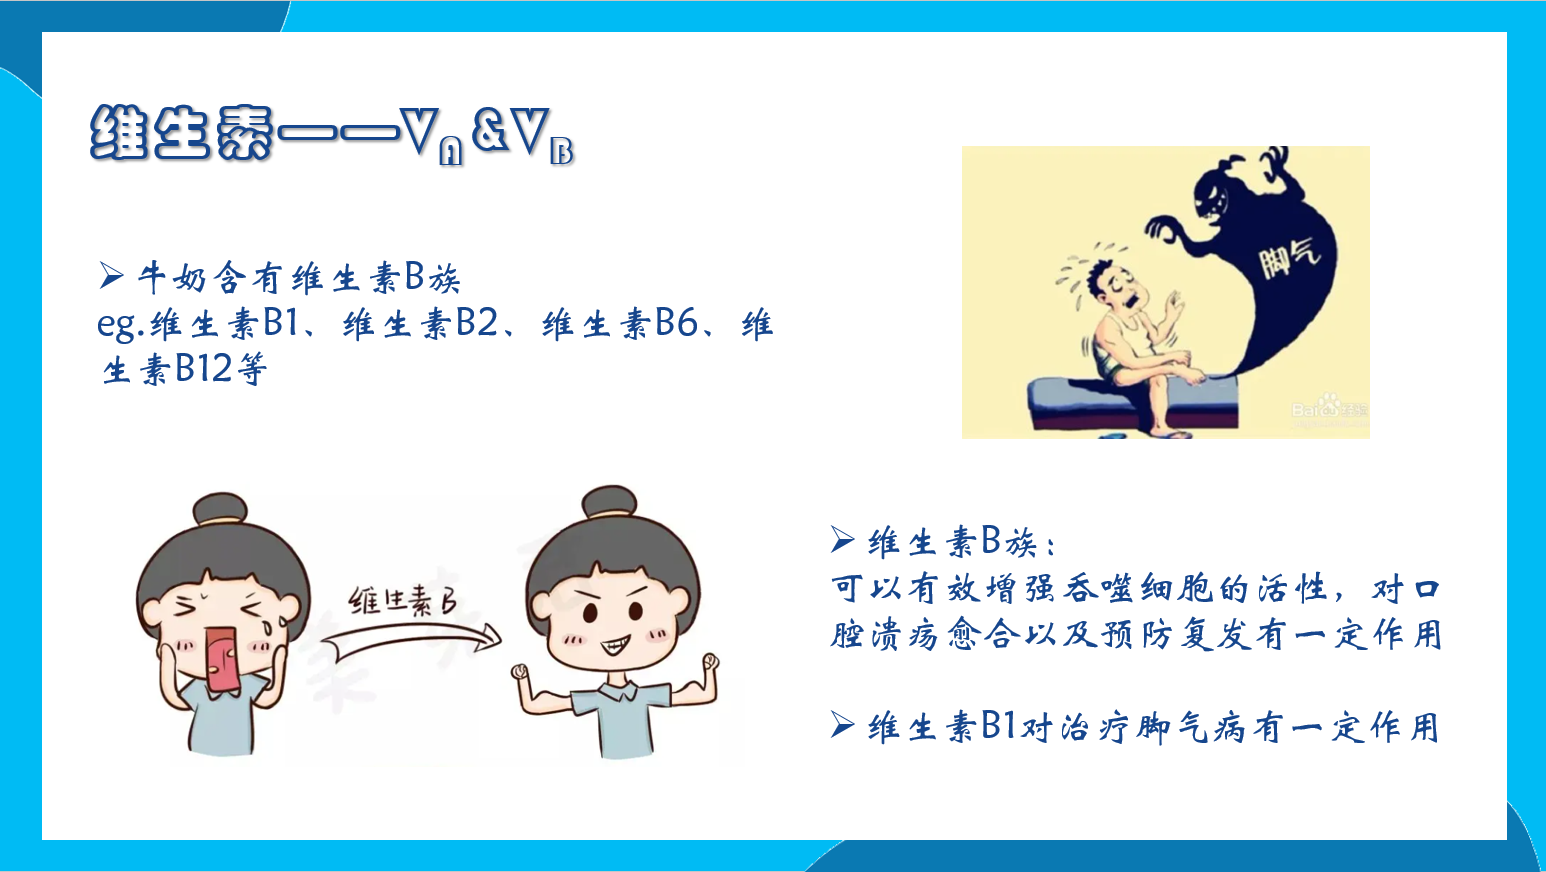 维生素——VA&VB
牛奶含有维生素B族
eg.维生素B1、维生素B2、维生素B6、维
生素B12等
脚气
Bai 经验
维生素B
维生素B族：
可以有效增强吞噬细胞的活性，对口
腔溃疡愈合以及预防复发有一定作用
维生素B1对治疗脚气病有一定作用